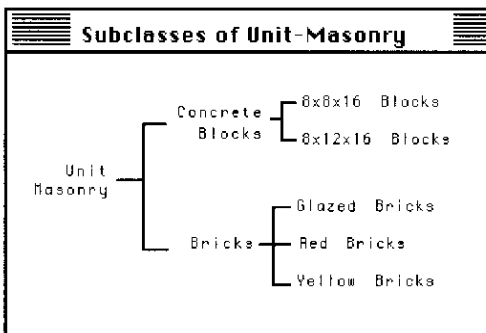 Subclasses of Unit-Masonry
Concrete
Blocks
8x8x16 Blocks
8x12x16 Blocks
Unit
Masonry
Bricks
Glazed Bricks
Red Bricks
Yellow Bricks